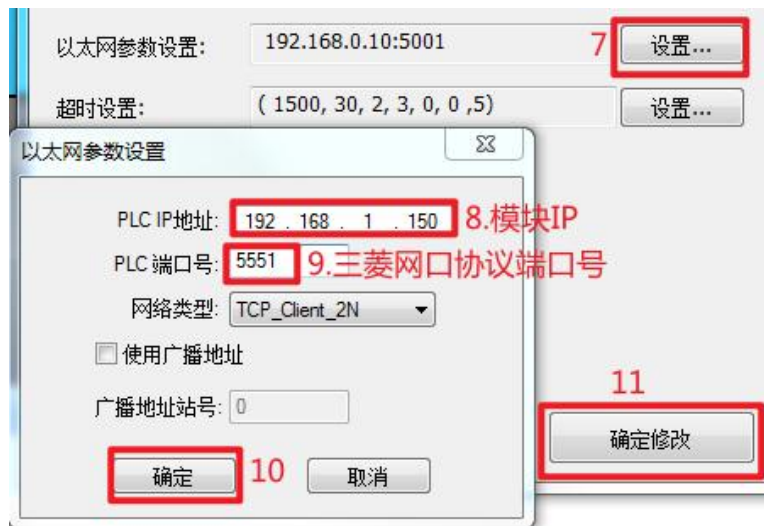 以太网参数设置: 192.168.0.10:5001 7 设置...
超时设置: ( 1500, 30, 2, 3, 0, 0 ,5) 设置...
以太网参数设置
PLC IP地址: 192 . 168 . 1 . 150 8.模块IP
PLC 端口号: 5551 9.三菱网口协议端口号
网络类型: TCP_Client_2N
使用广播地址
广播地址站号: 0
11
确定修改
确定 10 取消